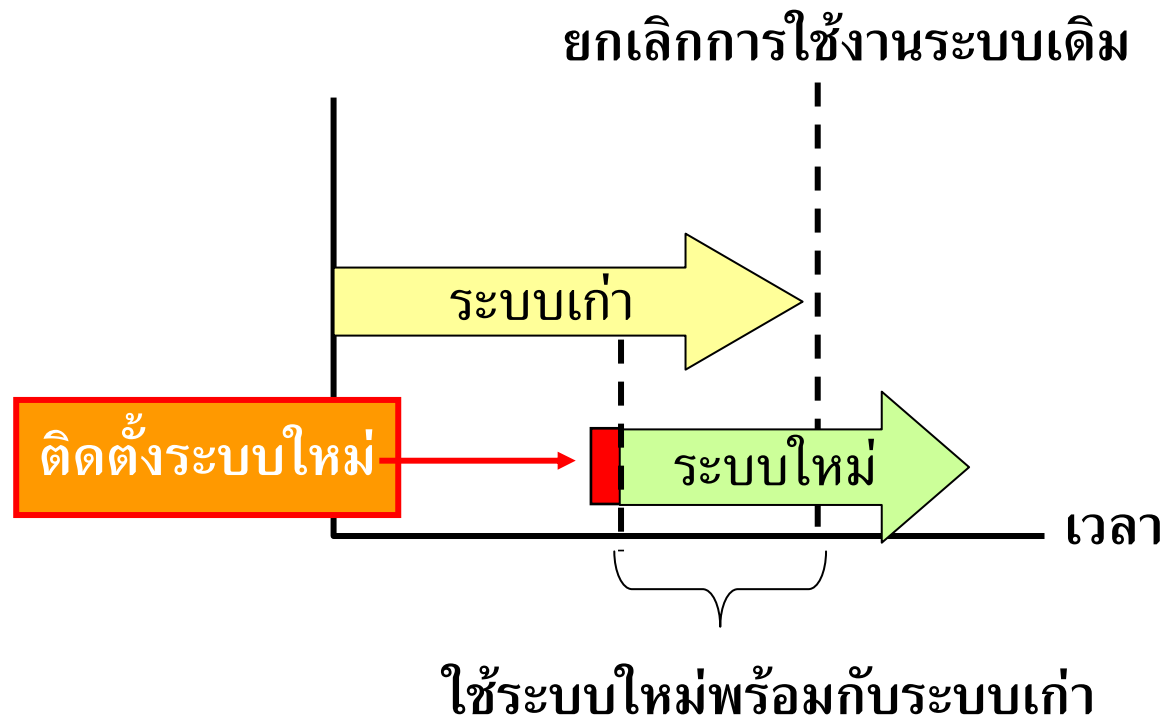 ยกเลิกการใช้งานระบบเดิม
ระบบเก่า
ติดตั้งระบบใหม่
ระบบใหม่
เวลา
ใช้ระบบใหม่พร้อมกับระบบเก่า